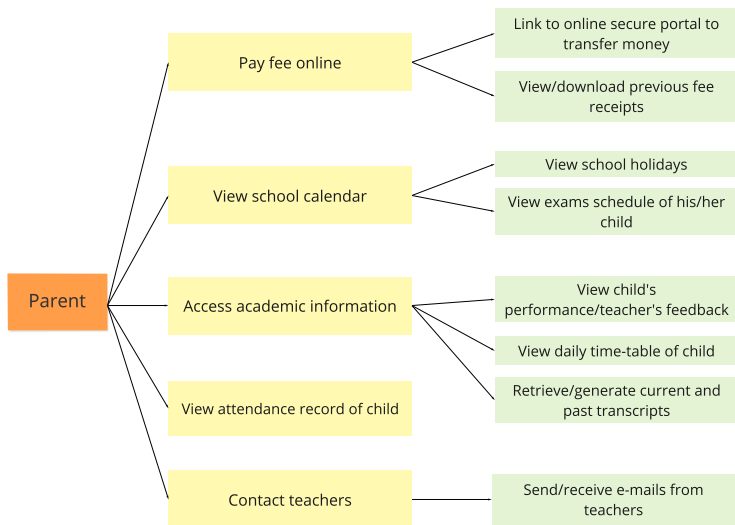 Parent
Pay fee online
Link to online secure portal to
transfer money
View/download previous fee
receipts
View school calendar
View school holidays
View exams schedule of his/her
child
Access academic information
View child's
performance/teacher's feedback
View daily time-table of child
Retrieve/generate current and
past transcripts
View attendance record of child
Contact teachers
Send/receive e-mails from
teachers